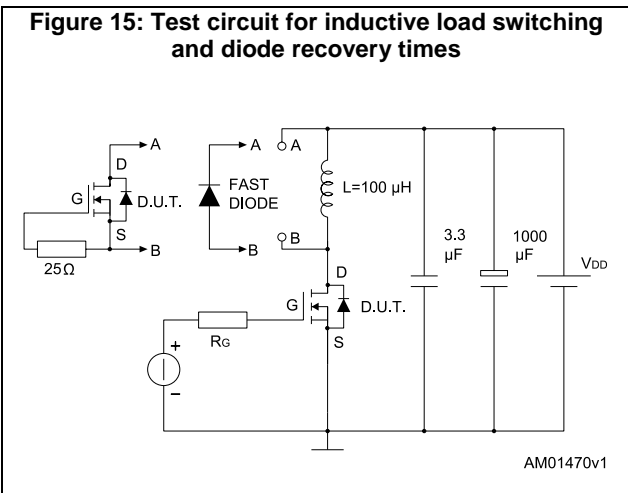 Figure 15: Test circuit for inductive load switching
and diode recovery times
A
D
G
D.U.T.
S
B
25Ω
A
FAST
DIODE
B
A
B
L=100 µH
D
G
D.U.T.
S
RG
+
–
3.3
µF
1000
µF
VDD
AM01470v1